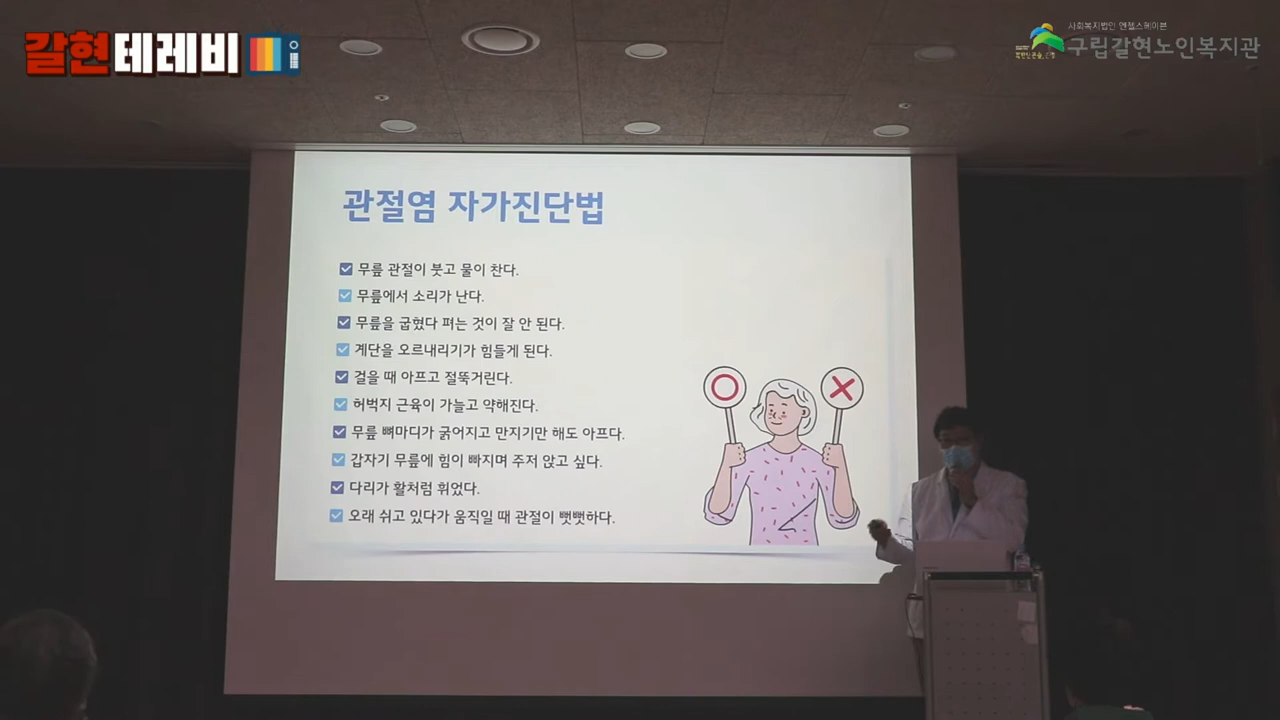 갈현테레비
사회복지법인 엔젤스헤이븐
구립갈현노인복지관
관절염 자가진단법
무릎 관절이 붓고 물이 찬다.
무릎에서 소리가 난다.
무릎을 굽혔다 펴는 것이 잘 안 된다.
계단을 오르내리기가 힘들게 된다.
걸을 때 아프고 절뚝거린다.
허벅지 근육이 가늘고 약해진다.
무릎 뼈마디가 굵어지고 만지기만 해도 아프다.
갑자기 무릎에 힘이 빠지며 주저 앉고 싶다.
다리가 활처럼 휘었다.
오래 쉬고 있다가 움직일 때 관절이 뻣뻣하다.